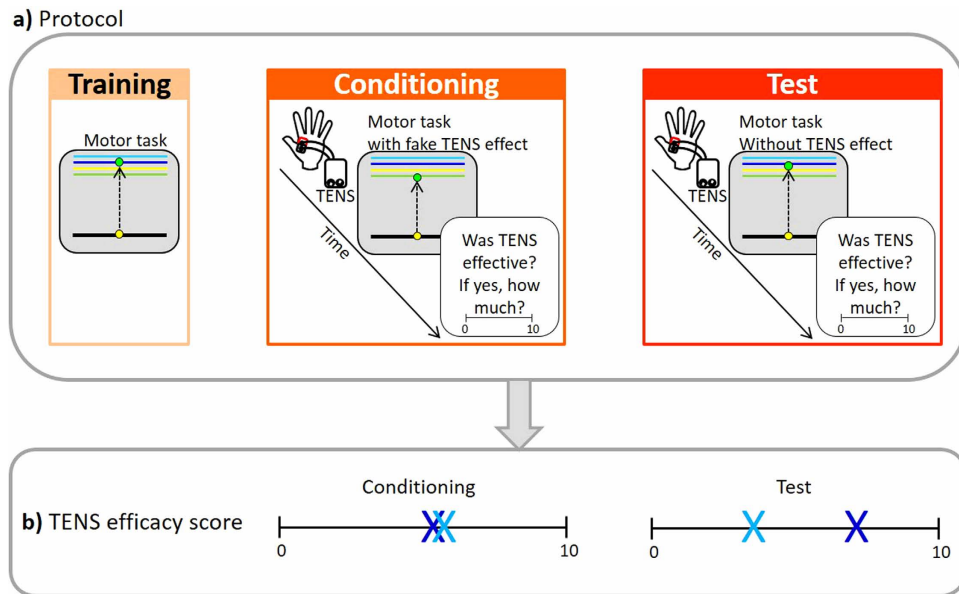 a) Protocol
Training
Motor task
Conditioning
Motor task
with fake TENS effect
TENS
Time
Was TENS
effective?
If yes, how
much?
0 10
Test
Motor task
Without TENS effect
TENS
Time
Was TENS
effective?
If yes, how
much?
0 10
b) TENS efficacy score
Conditioning
0 10
Test
0 10